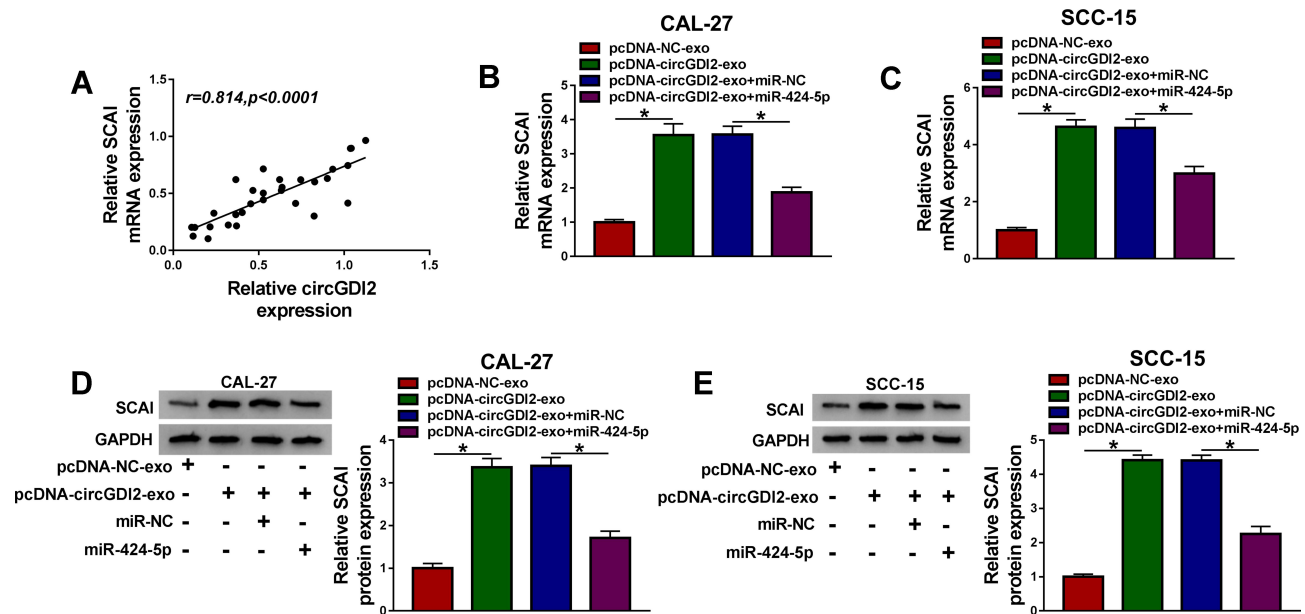 A
Relative SCAI
mRNA expression
1.5
1.0
0.5
0.0
r=0.814,p<0.0001
0.0
0.5
1.0
1.5
Relative circGDI2
expression
B
CAL-27
pcDNA-NC-exo
pcDNA-circGDI2-exo
pcDNA-circGDI2-exo+miR-NC
pcDNA-circGDI2-exo+miR-424-5p
Relative SCAI
mRNA expression
5
4
3
2
1
0
*
*
C
SCC-15
pcDNA-NC-exo
pcDNA-circGDI2-exo
pcDNA-circGDI2-exo+miR-NC
pcDNA-circGDI2-exo+miR-424-5p
Relative SCAI
mRNA expression
6
4
2
0
*
*
D
CAL-27
SCAI
GAPDH
pcDNA-NC-exo + - - -
pcDNA-circGDI2-exo - + + +
miR-NC - - + -
miR-424-5p - - - +
CAL-27
pcDNA-NC-exo
pcDNA-circGDI2-exo
pcDNA-circGDI2-exo+miR-NC
pcDNA-circGDI2-exo+miR-424-5p
Relative SCAI
protein expression
4
3
2
1
0
*
*
E
SCC-15
SCAI
GAPDH
pcDNA-NC-exo + - - -
pcDNA-circGDI2-exo - + + +
miR-NC - - + -
miR-424-5p - - - +
SCC-15
pcDNA-NC-exo
pcDNA-circGDI2-exo
pcDNA-circGDI2-exo+miR-NC
pcDNA-circGDI2-exo+miR-424-5p
Relative SCAI
protein expression
5
4
3
2
1
0
*
*